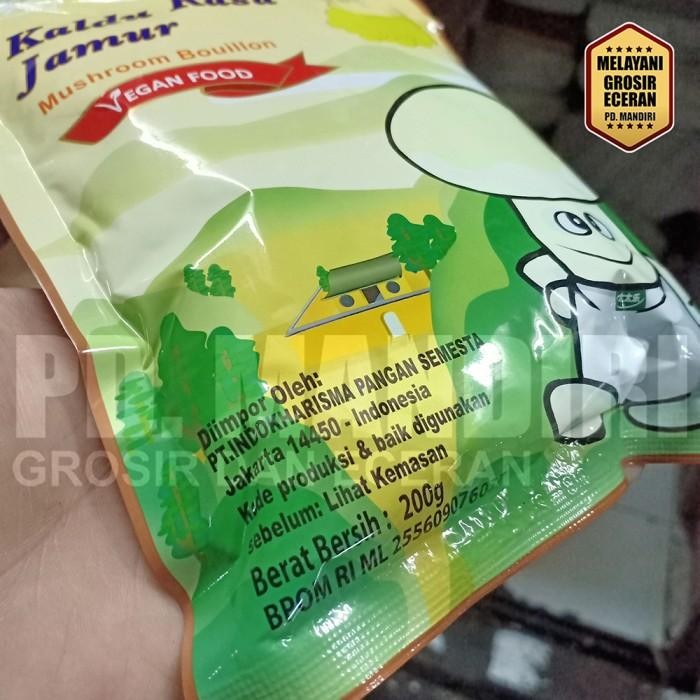 Kaldu Rasa
Jamur
Mushroom Bouillon
VEGAN FOOD
MELAYANI
GROSIR
ECERAN
PD. MANDIRI
PD. MANDIRI
GROSIR DAN ECERAN
Diimpor Oleh:
PT.INDOKHARISMA PANGAN SEMESTA
Jakarta 14450 - Indonesia
Kode produksi & baik digunakan
sebelum: Lihat Kemasan
Berat Bersih : 200g
BPOM RI ML